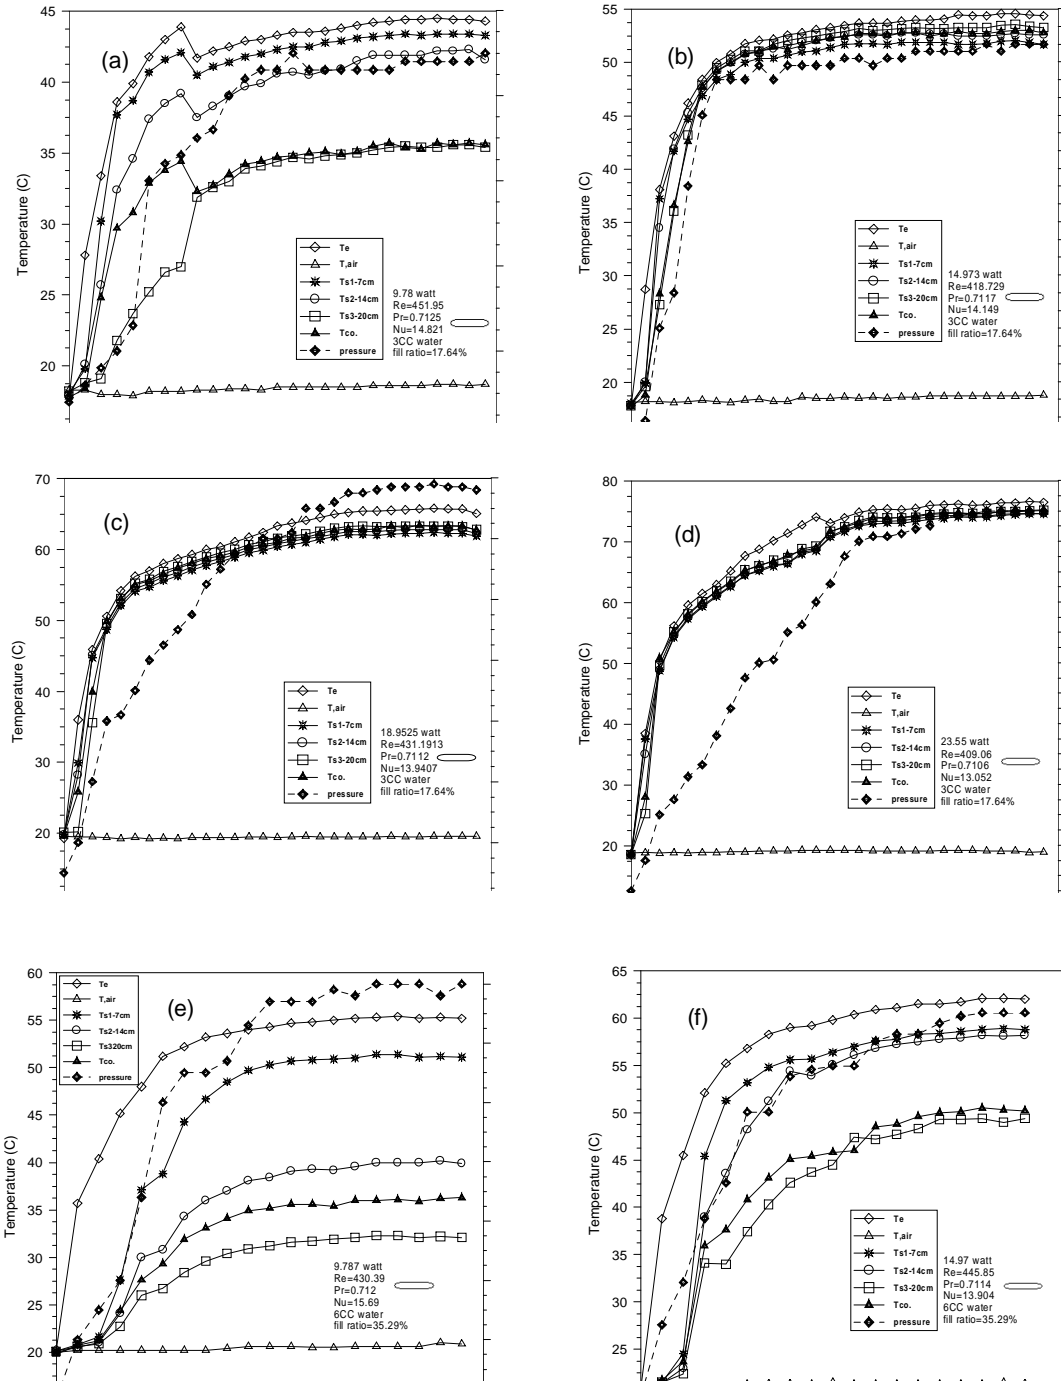 45
40
35
30
25
20
Temperature (C)
(a)
Te
T,air
Ts1-7cm
Ts2-14cm
Ts3-20cm
Tco.
pressure
9.78 watt
Re=451.95
Pr=0.7125
Nu=14.821
3CC water
fill ratio=17.64%
55
50
45
40
35
30
25
20
Temperature (C)
(b)
Te
T,air
Ts1-7cm
Ts2-14cm
Ts3-20cm
Tco.
pressure
14.973 watt
Re=418.729
Pr=0.7117
Nu=14.149
3CC water
fill ratio=17.64%
70
60
50
40
30
20
Temperature (C)
(c)
Te
T,air
Ts1-7cm
Ts2-14cm
Ts3-20cm
Tco.
pressure
18.9525 watt
Re=431.1913
Pr=0.7112
Nu=13.9407
3CC water
fill ratio=17.64%
80
70
60
50
40
30
20
Temperature (C)
(d)
Te
T,air
Ts1-7cm
Ts2-14cm
Ts3-20cm
Tco.
pressure
23.55 watt
Re=409.06
Pr=0.7106
Nu=13.052
3CC water
fill ratio=17.64%
60
55
50
45
40
35
30
25
20
Temperature (C)
(e)
Te
T,air
Ts1-7cm
Ts2-14cm
Ts320cm
Tco.
pressure
9.787 watt
Re=430.39
Pr=0.712
Nu=15.69
6CC water
fill ratio=35.29%
65
60
55
50
45
40
35
30
25
Temperature (C)
(f)
Te
T,air
Ts1-7cm
Ts2-14cm
Ts3-20cm
Tco.
pressure
14.97 watt
Re=445.85
Pr=0.7114
Nu=13.904
6CC water
fill ratio=35.29%